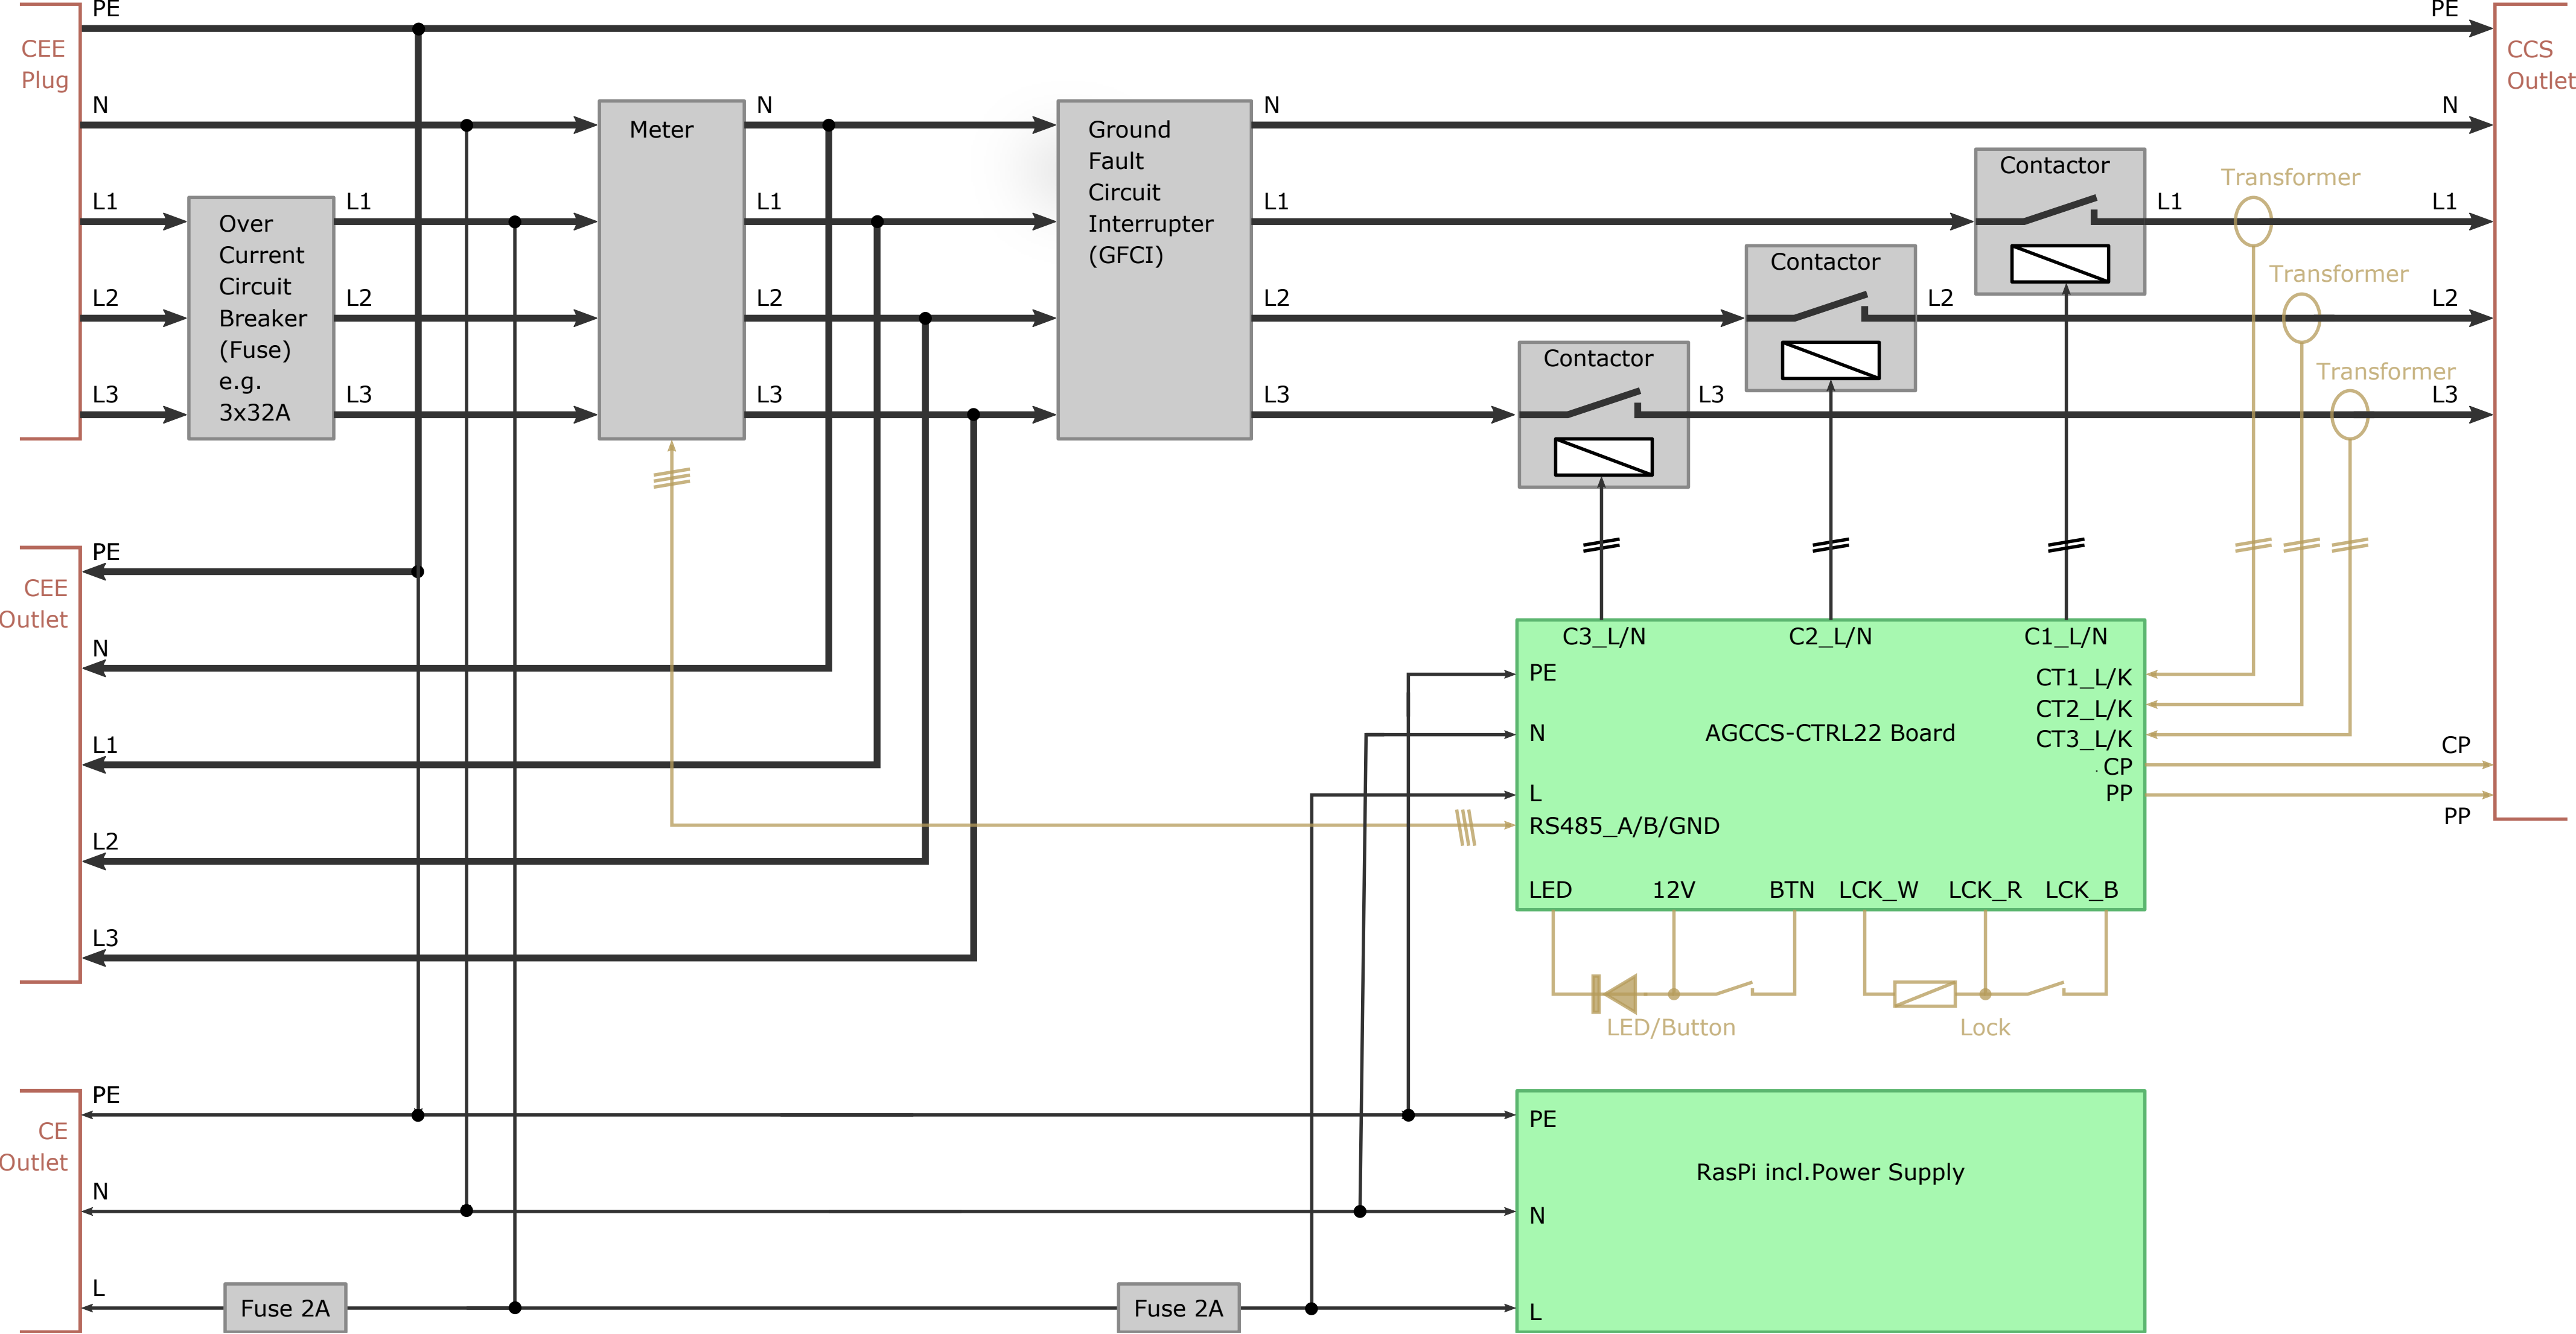 PE
PE
CEE
Plug
CCS
Outlet
N
N
N
N
Meter
Ground
Fault
Circuit
Interrupter
(GFCI)
Contactor
Transformer
L1
L1
L1
L1
L1
L1
Over
Current
Circuit
Breaker
(Fuse)
e.g.
3x32A
Contactor
Transformer
L2
L2
L2
L2
L2
L2
Contactor
Transformer
L3
L3
L3
L3
L3
L3
PE
CEE
Outlet
N
L1
L2
L3
C3_L/N
C2_L/N
C1_L/N
PE
N
L
RS485_A/B/GND
AGCCS-CTRL22 Board
CT1_L/K
CT2_L/K
CT3_L/K
CP
PP
CP
PP
LED
12V
BTN
LCK_W
LCK_R
LCK_B
LED/Button
Lock
PE
CE
Outlet
N
L
Fuse 2A
Fuse 2A
PE
RasPi incl.Power Supply
N
L